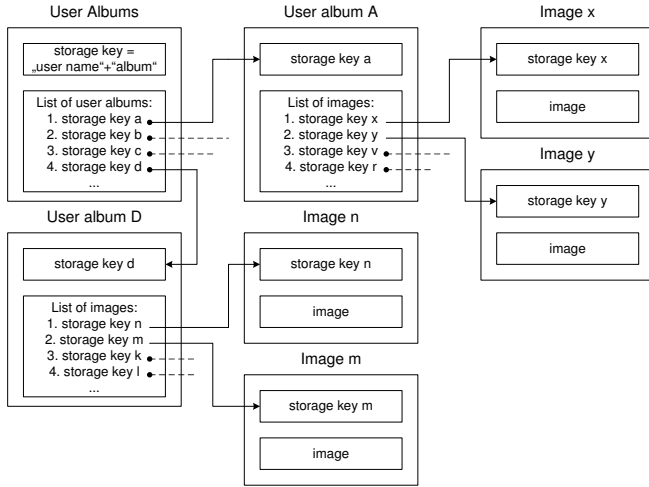 User Albums
storage key =
„user name“+“album“
List of user albums:
1. storage key a
2. storage key b
3. storage key c
4. storage key d
...
User album A
storage key a
List of images:
1. storage key x
2. storage key y
3. storage key v
4. storage key r
...
Image x
storage key x
image
Image y
storage key y
image
User album D
storage key d
List of images:
1. storage key n
2. storage key m
3. storage key k
4. storage key l
...
Image n
storage key n
image
Image m
storage key m
image